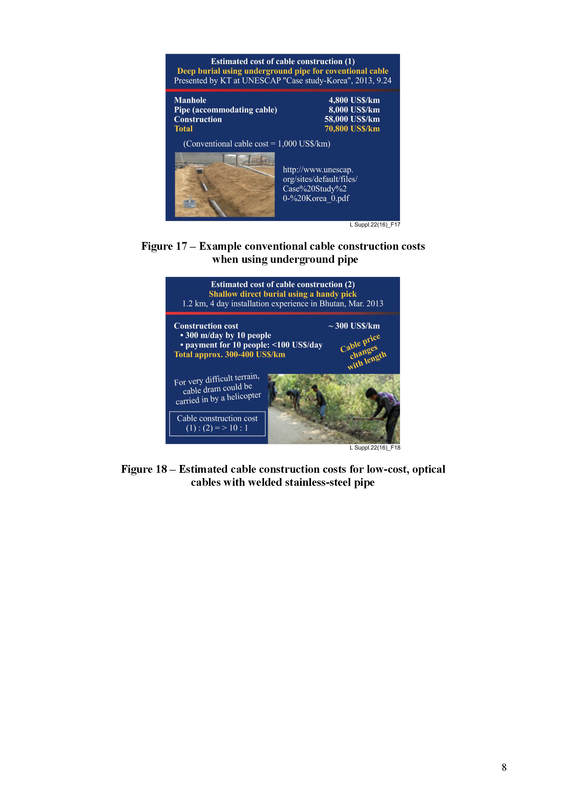 Estimated cost of cable construction (1)
Deep burial using underground pipe for coventional cable
Presented by KT at UNESCAP "Case study-Korea", 2013, 9.24
Manhole 4,800 US$/km
Pipe (accommodating cable) 8,000 US$/km
Construction 58,000 US$/km
Total 70,800 US$/km
(Conventional cable cost = 1,000 US$/km)
http://www.unescap.
org/sites/default/files/
Case%20Study%2
0-%20Korea_0.pdf
L Suppl.22(16)_F17
Figure 17 – Example conventional cable construction costs
when using underground pipe
Estimated cost of cable construction (2)
Shallow direct burial using a handy pick
1.2 km, 4 day installation experience in Bhutan, Mar. 2013
Construction cost ~ 300 US$/km
• 300 m/day by 10 people
• payment for 10 people: <100 US$/day
Total approx. 300-400 US$/km
Cable price
changes
with length
For very difficult terrain,
cable dram could be
carried in by a helicopter
Cable construction cost
(1) : (2) = > 10 : 1
L Suppl.22(16)_F18
Figure 18 – Estimated cable construction costs for low-cost, optical
cables with welded stainless-steel pipe
8